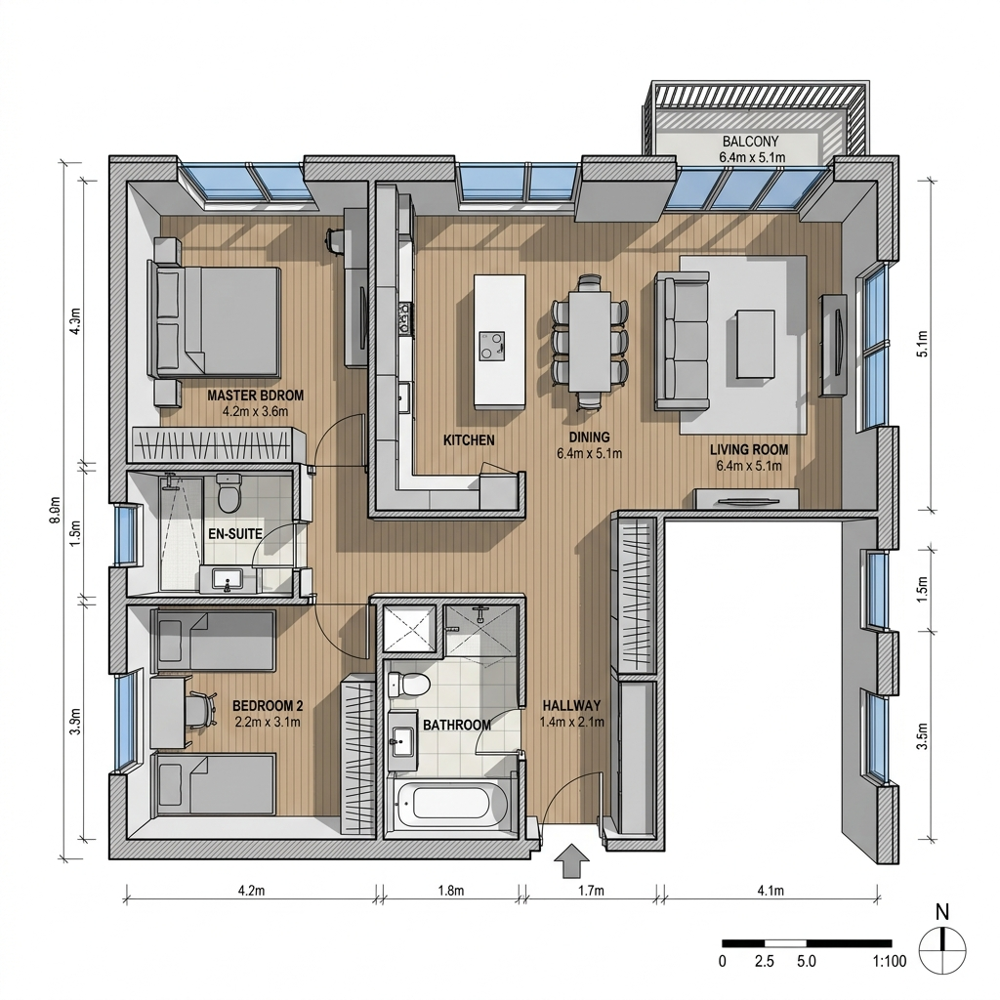 BALCONY
6.4m x 5.1m
4.3m
5.1m
MASTER BDROM
4.2m x 3.6m
KITCHEN
DINING
6.4m x 5.1m
LIVING ROOM
6.4m x 5.1m
8.0m
1.5m
EN-SUITE
1.5m
3.9m
BEDROOM 2
2.2m x 3.1m
BATHROOM
HALLWAY
1.4m x 2.1m
3.5m
4.2m
1.8m
1.7m
4.1m
N
0 2.5 5.0 1:100